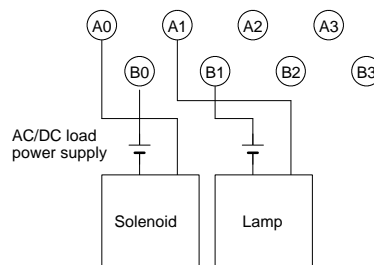 A0 A1 A2 A3
B0 B1 B2 B3
AC/DC load
power supply
Solenoid Lamp